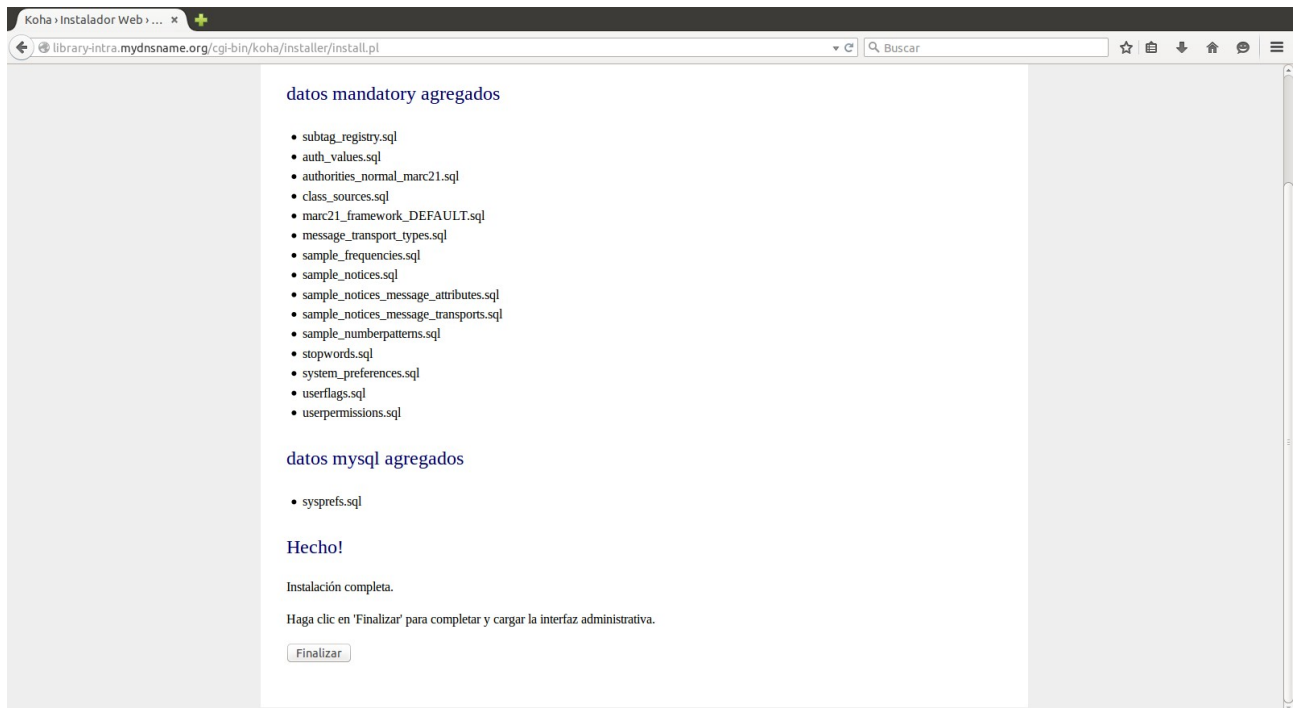 Koha › Instalador Web › ...
library-intra.mydnsname.org/cgi-bin/koha/installer/install.pl
Buscar
datos mandatory agregados
subtag_registry.sql
auth_values.sql
authorities_normal_marc21.sql
class_sources.sql
marc21_framework_DEFAULT.sql
message_transport_types.sql
sample_frequencies.sql
sample_notices.sql
sample_notices_message_attributes.sql
sample_notices_message_transports.sql
sample_numberpatterns.sql
stopwords.sql
system_preferences.sql
userflags.sql
userpermissions.sql
datos mysql agregados
sysprefs.sql
Hecho!
Instalación completa.
Haga clic en 'Finalizar' para completar y cargar la interfaz administrativa.
Finalizar